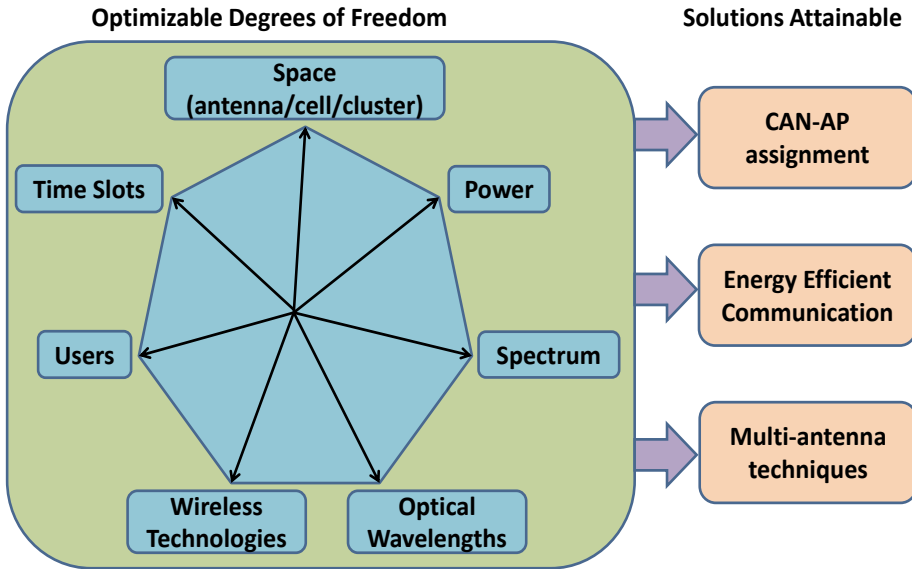 Optimizable Degrees of Freedom
Solutions Attainable
Space
(antenna/cell/cluster)
Time Slots
Power
Users
Spectrum
Wireless
Technologies
Optical
Wavelengths
CAN-AP
assignment
Energy Efficient
Communication
Multi-antenna
techniques